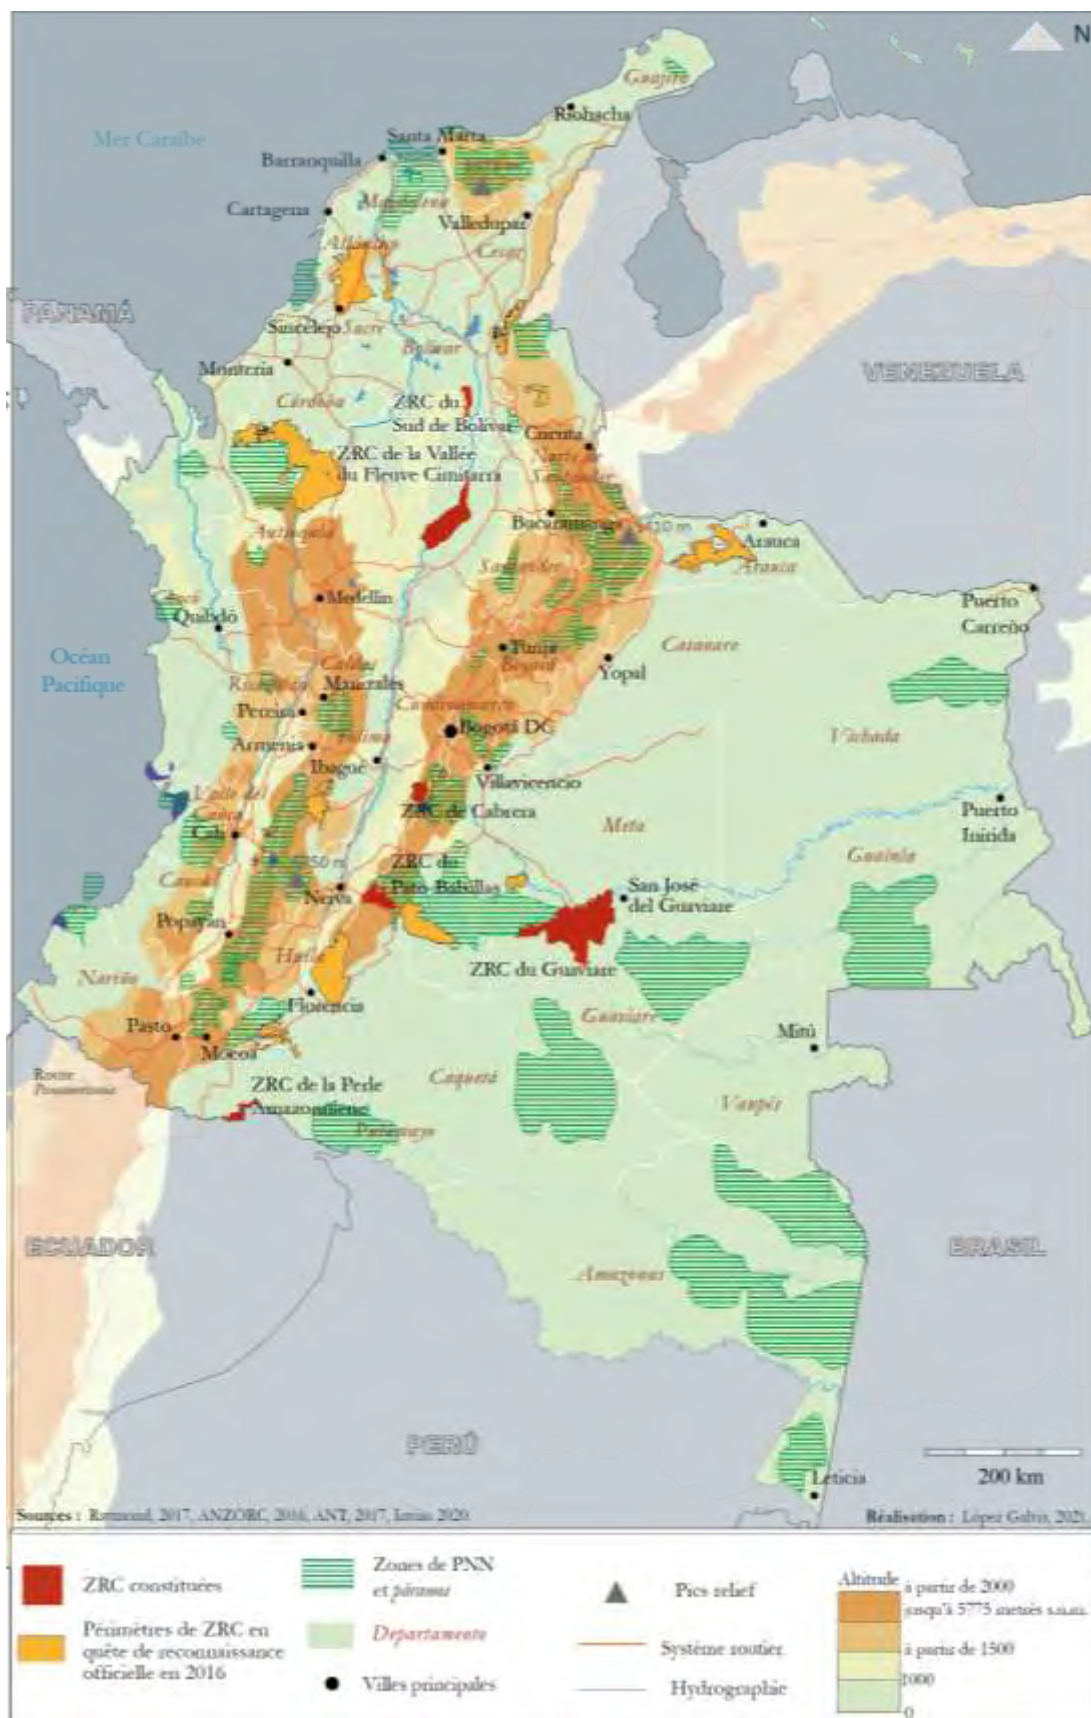 N
Guajira
Riohacha
Mer Caraïbe
Santa Marta
Barranquilla
Magdalena
Cartagena
Valledupar
Atlántico
Cesar
PANAMÁ
Sincelejo
Sucre
Bolívar
Montería
VENEZUELA
Córdoba
ZRC du
Sud de Bolívar
Cúcuta
Norte de
Santander
ZRC de la Vallée
du Fleuve Cimitarra
Bucaramanga
5410 m
Arauca
Arauca
Antioquia
Santander
Medellín
Puerto
Carreño
Quibdó
Tunja
Boyacá
Casanare
Yopal
Océan
Pacifique
Caldas
Manizales
Risaralda
Pereira
Cundinamarca
Bogotá DC
Vichada
Armenia
Tolima
Ibagué
Villavicencio
Valle del
Cauca
ZRC de Cabrera
Puerto
Inírida
Cali
Meta
Guainía
ZRC du
Pato-Balsillas
Cauca
Neiva
San José
del Guaviare
Popayán
Huila
ZRC du Guaviare
Nariño
Florencia
Guaviare
Pasto
Mocoa
Mitú
Route
Panaméricaine
ZRC de la Perle
Amazonniene
Caquetá
Vaupés
Putumayo
ECUADOR
BRASIL
Amazonas
PERÚ
200 km
Leticia
Sources : Raymond, 2017, ANZORC, 2016, ANT, 2017,
Réalisation : López Galvis, 2021.
ZRC constituées
Périmètres de ZRC en
quête de reconnaissance
officielle en 2016
Zones de PNN
et páramo
Departamento
Villes principales
Pics relief
Système routier
Hydrographie
Altitude
à partir de 2000
jusqu'à 5775 metrès s.n.m.
à partir de 1500
1000
0